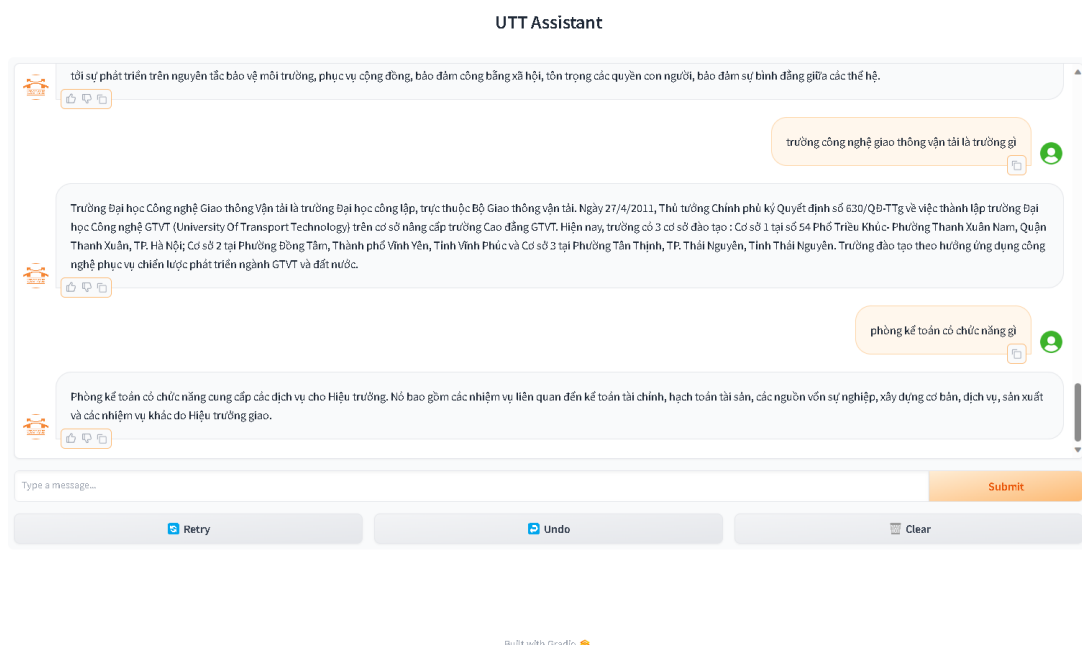 UTT Assistant
tới sự phát triển trên nguyên tắc bảo vệ môi trường, phục vụ cộng đồng, bảo đảm công bằng xã hội, tôn trọng các quyền con người, bảo đảm sự bình đẳng giữa các thế hệ.
trường công nghệ giao thông vận tải là trường gì
Trường Đại học Công nghệ Giao thông Vận tải là trường Đại học công lập, trực thuộc Bộ Giao thông vận tải. Ngày 27/4/2011, Thủ tướng Chính phủ ký Quyết định số 630/QĐ-TTg về việc thành lập trường Đại
học Công nghệ GTVT (University Of Transport Technology) trên cơ sở nâng cấp trường Cao đẳng GTVT. Hiện nay, trường có 3 cơ sở đào tạo : Cơ sở 1 tại số 54 Phố Triều Khúc- Phường Thanh Xuân Nam, Quận
Thanh Xuân, TP. Hà Nội; Cơ sở 2 tại Phường Đồng Tâm, Thành phố Vĩnh Yên, Tỉnh Vĩnh Phúc và Cơ sở 3 tại Phường Tân Thịnh, TP. Thái Nguyên, Tỉnh Thái Nguyên. Trường đào tạo theo hướng ứng dụng công
nghệ phục vụ chiến lược phát triển ngành GTVT và đất nước.
phòng kế toán có chức năng gì
Phòng kế toán có chức năng cung cấp các dịch vụ cho Hiệu trưởng. Nó bao gồm các nhiệm vụ liên quan đến kế toán tài chính, hạch toán tài sản, các nguồn vốn sự nghiệp, xây dựng cơ bản, dịch vụ, sản xuất
và các nhiệm vụ khác do Hiệu trưởng giao.
Type a message...
Submit
Retry
Undo
Clear
Built with Gradio